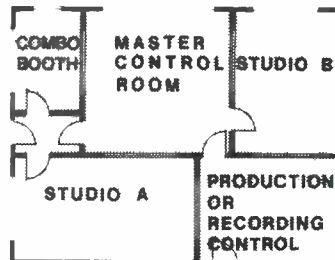 COMBO
BOOTH
MASTER
CONTROL
ROOM
STUDIO B
STUDIO A
PRODUCTION
OR
RECORDING
CONTROL